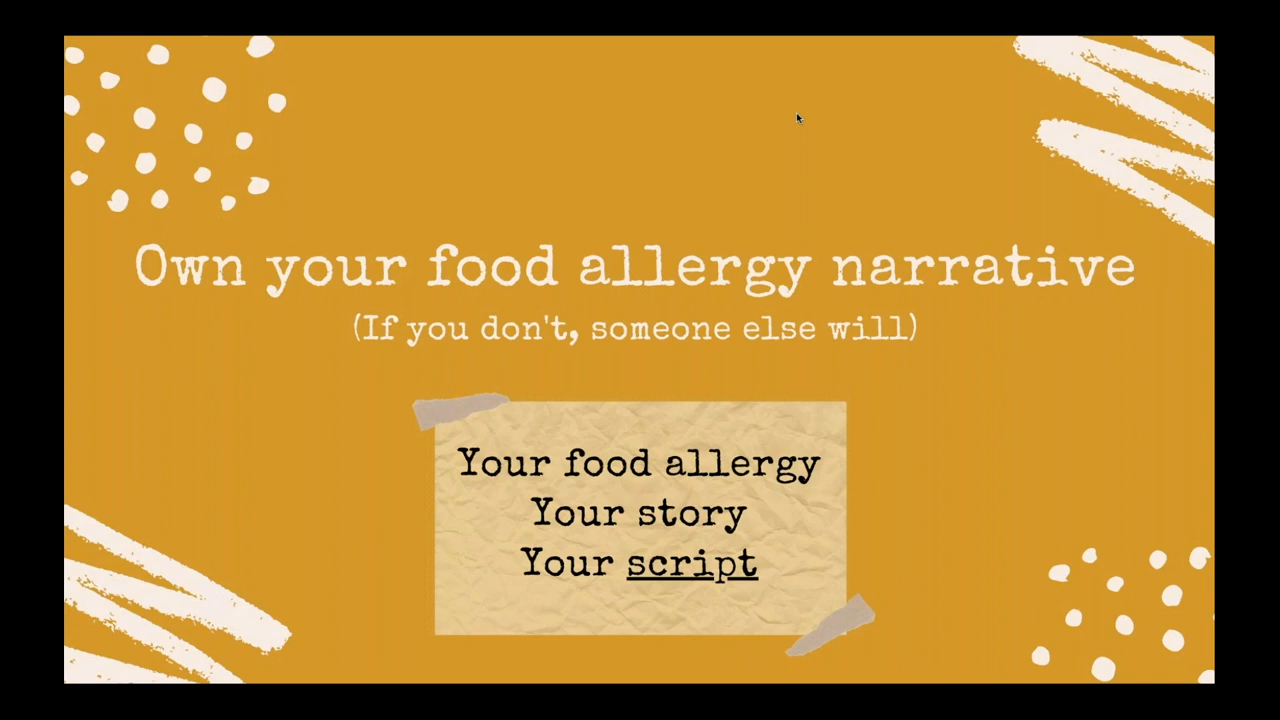 Own your food allergy narrative
(If you don't, someone else will)
Your food allergy
Your story
Your script